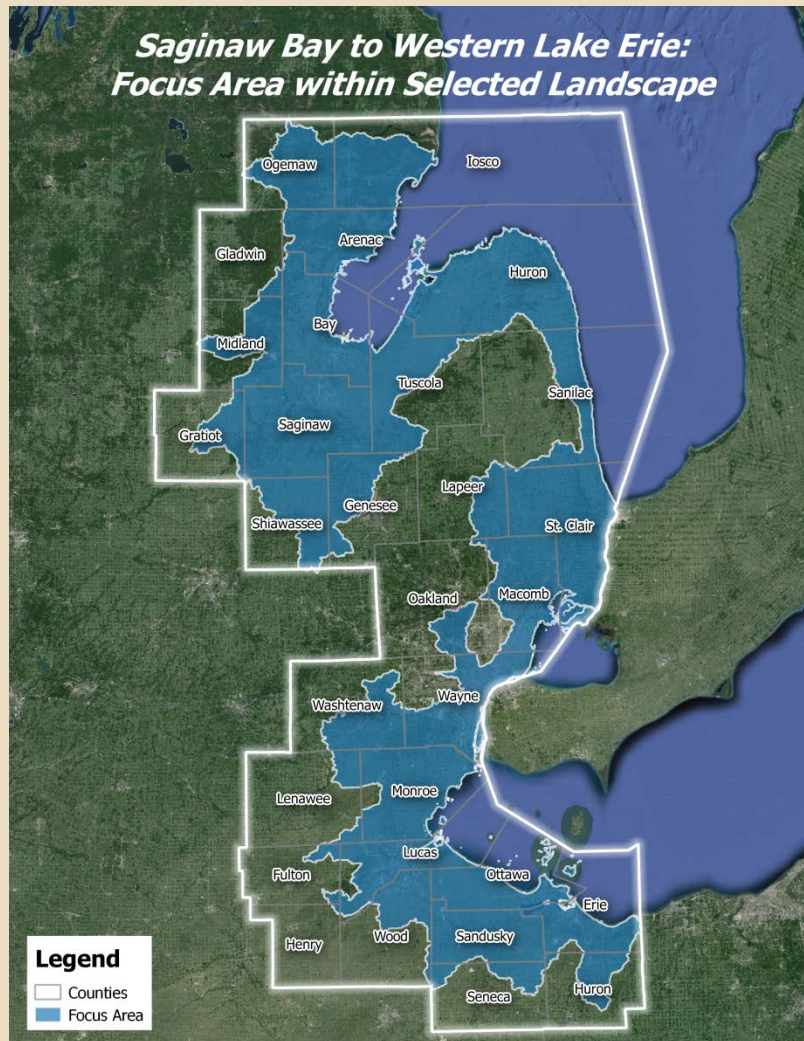 Saginaw Bay to Western Lake Erie:
Focus Area within Selected Landscape
Ogemaw
Iosco
Arenac
Gladwin
Huron
Bay
Midland
Tuscola
Sanilac
Saginaw
Gratiot
Lapeer
Genesee
Shiawassee
St. Clair
Oakland
Macomb
Wayne
Washtenaw
Monroe
Lenawee
Lucas
Fulton
Ottawa
Erie
Wood
Sandusky
Henry
Huron
Seneca
Legend
Counties
Focus Area